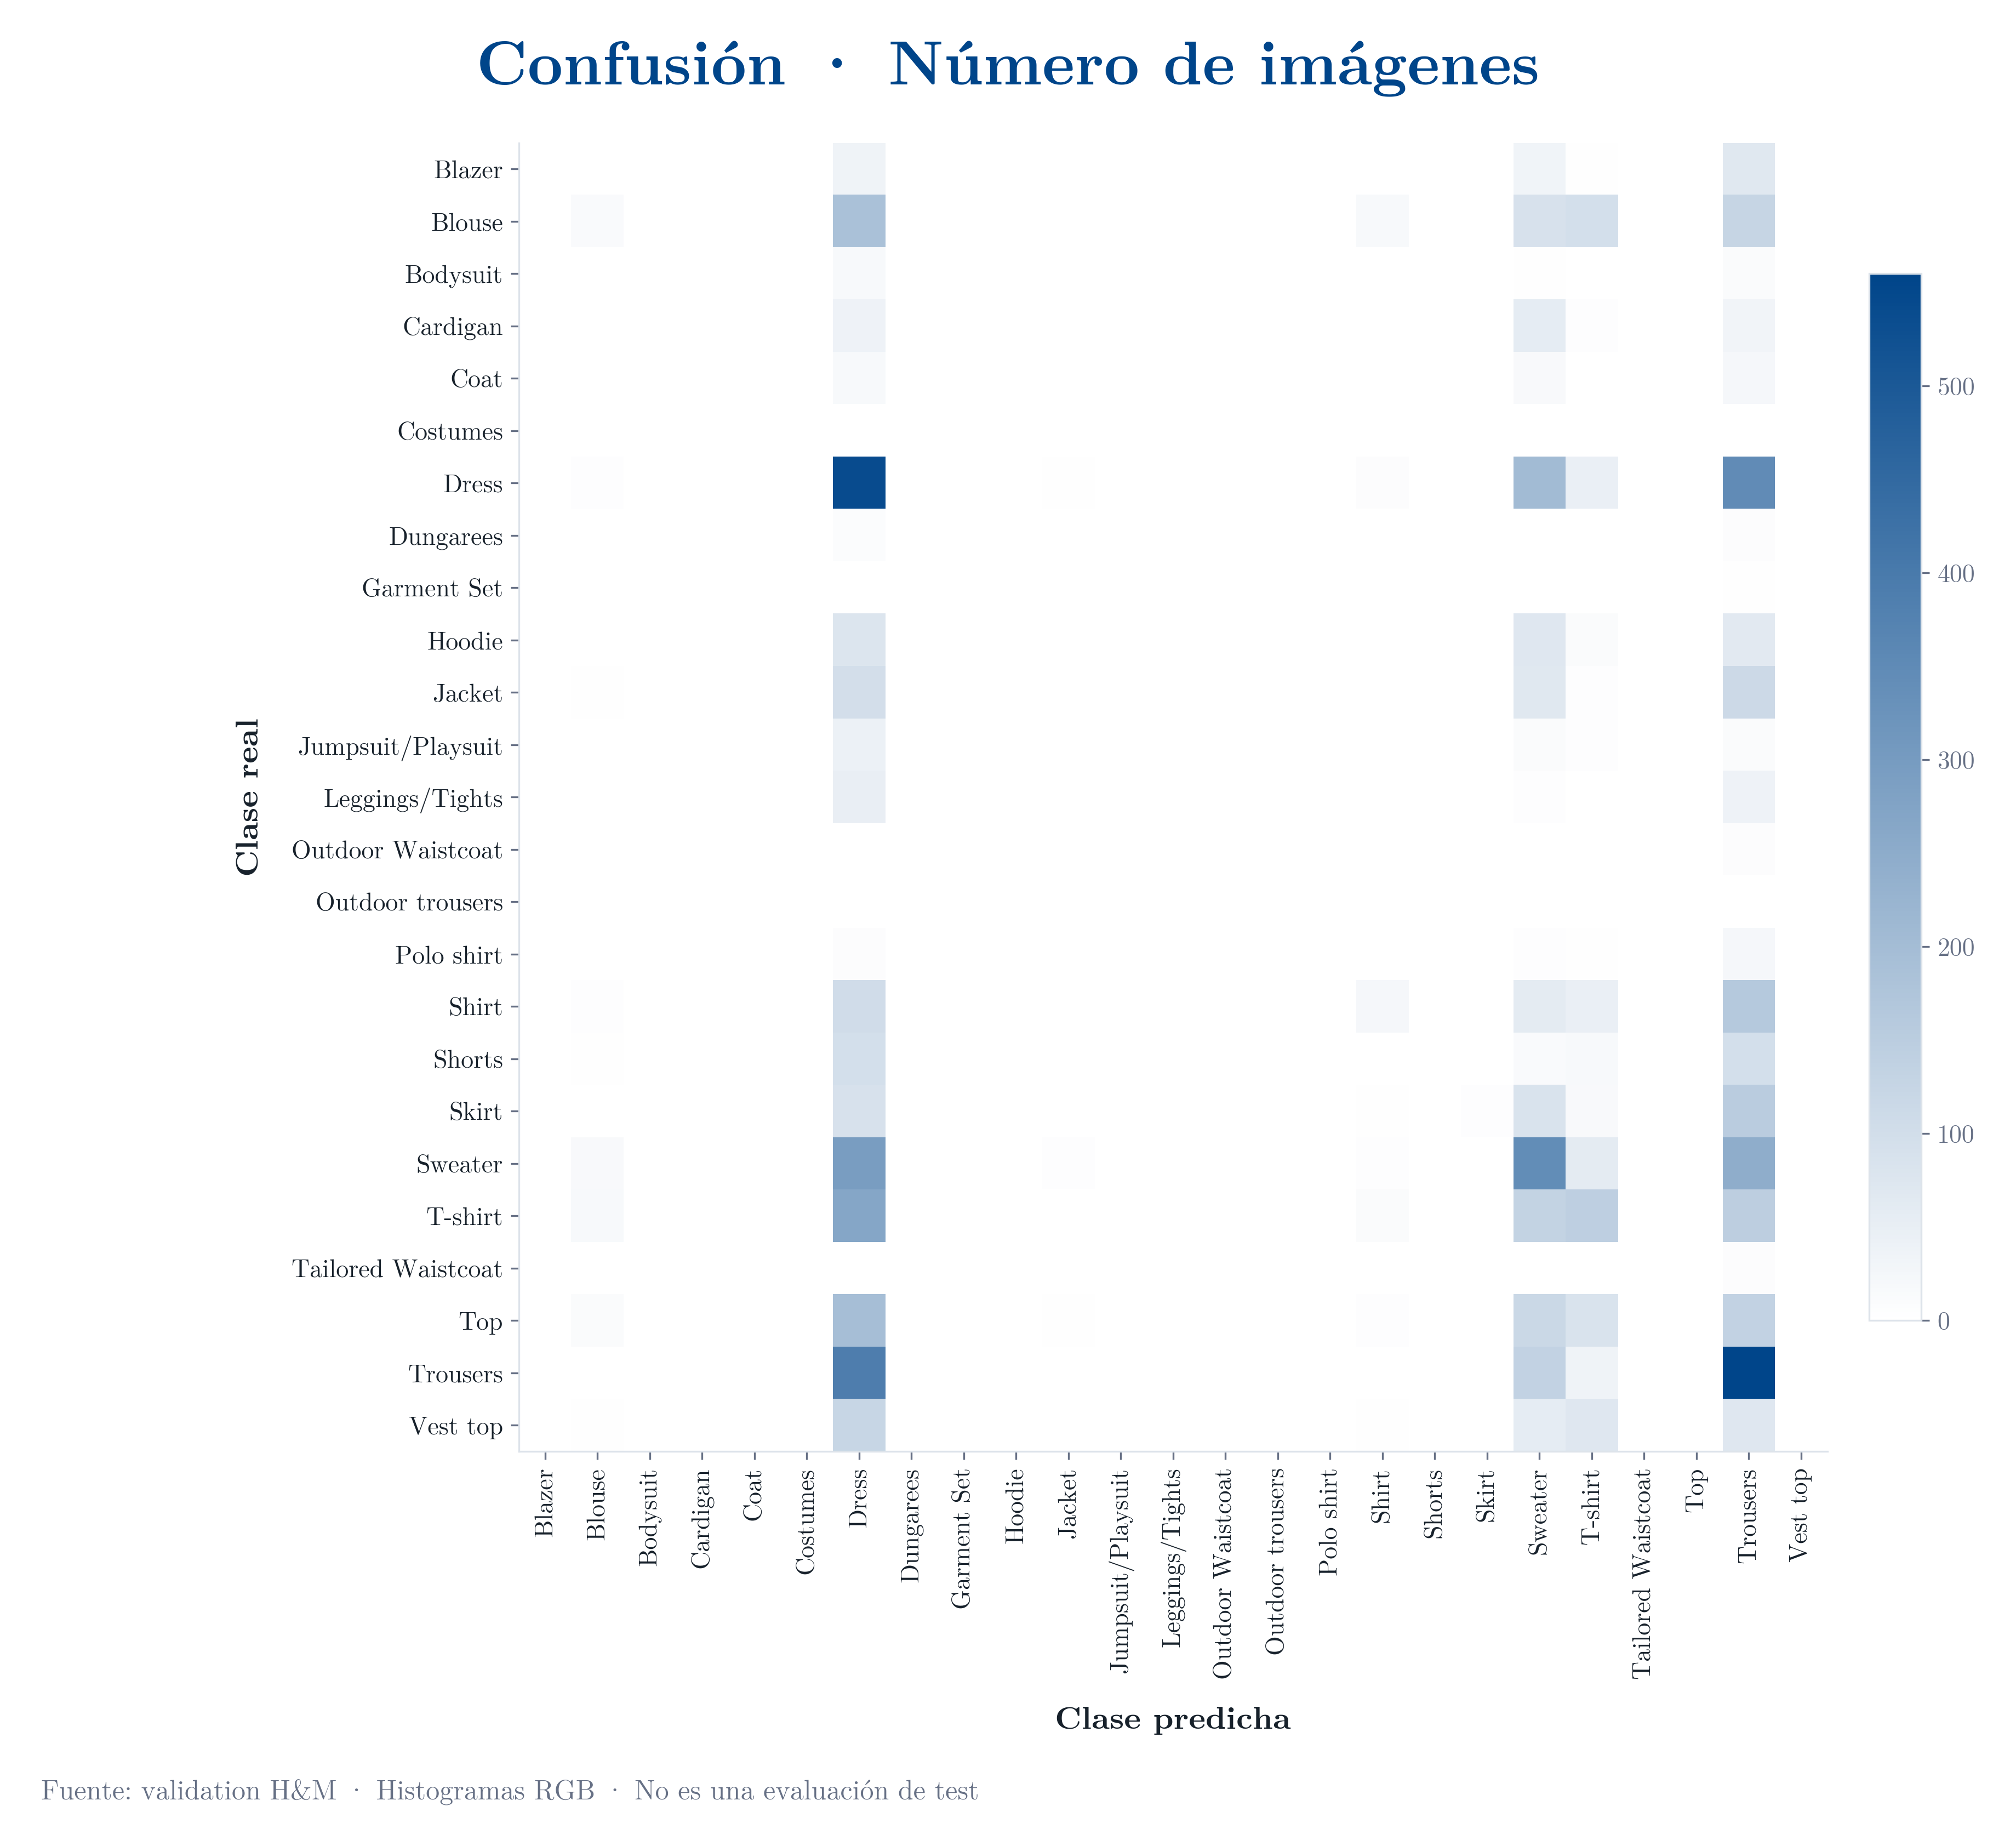 Confusión · Número de imágenes
Blazer
Blouse
Bodysuit
Cardigan
Coat
Costumes
Dress
Dungarees
Garment Set
Hoodie
Jacket
Jumpsuit/Playsuit
Leggings/Tights
Outdoor Waistcoat
Outdoor trousers
Polo shirt
Shirt
Shorts
Skirt
Sweater
T-shirt
Tailored Waistcoat
Top
Trousers
Vest top
Clase real
500
400
300
200
100
0
Blazer
Blouse
Bodysuit
Cardigan
Coat
Costumes
Dress
Dungarees
Garment Set
Hoodie
Jacket
Jumpsuit/Playsuit
Leggings/Tights
Outdoor Waistcoat
Outdoor trousers
Polo shirt
Shirt
Shorts
Skirt
Sweater
T-shirt
Tailored Waistcoat
Top
Trousers
Vest top
Clase predicha
Fuente: validation H&M · Histogramas RGB · No es una evaluación de test